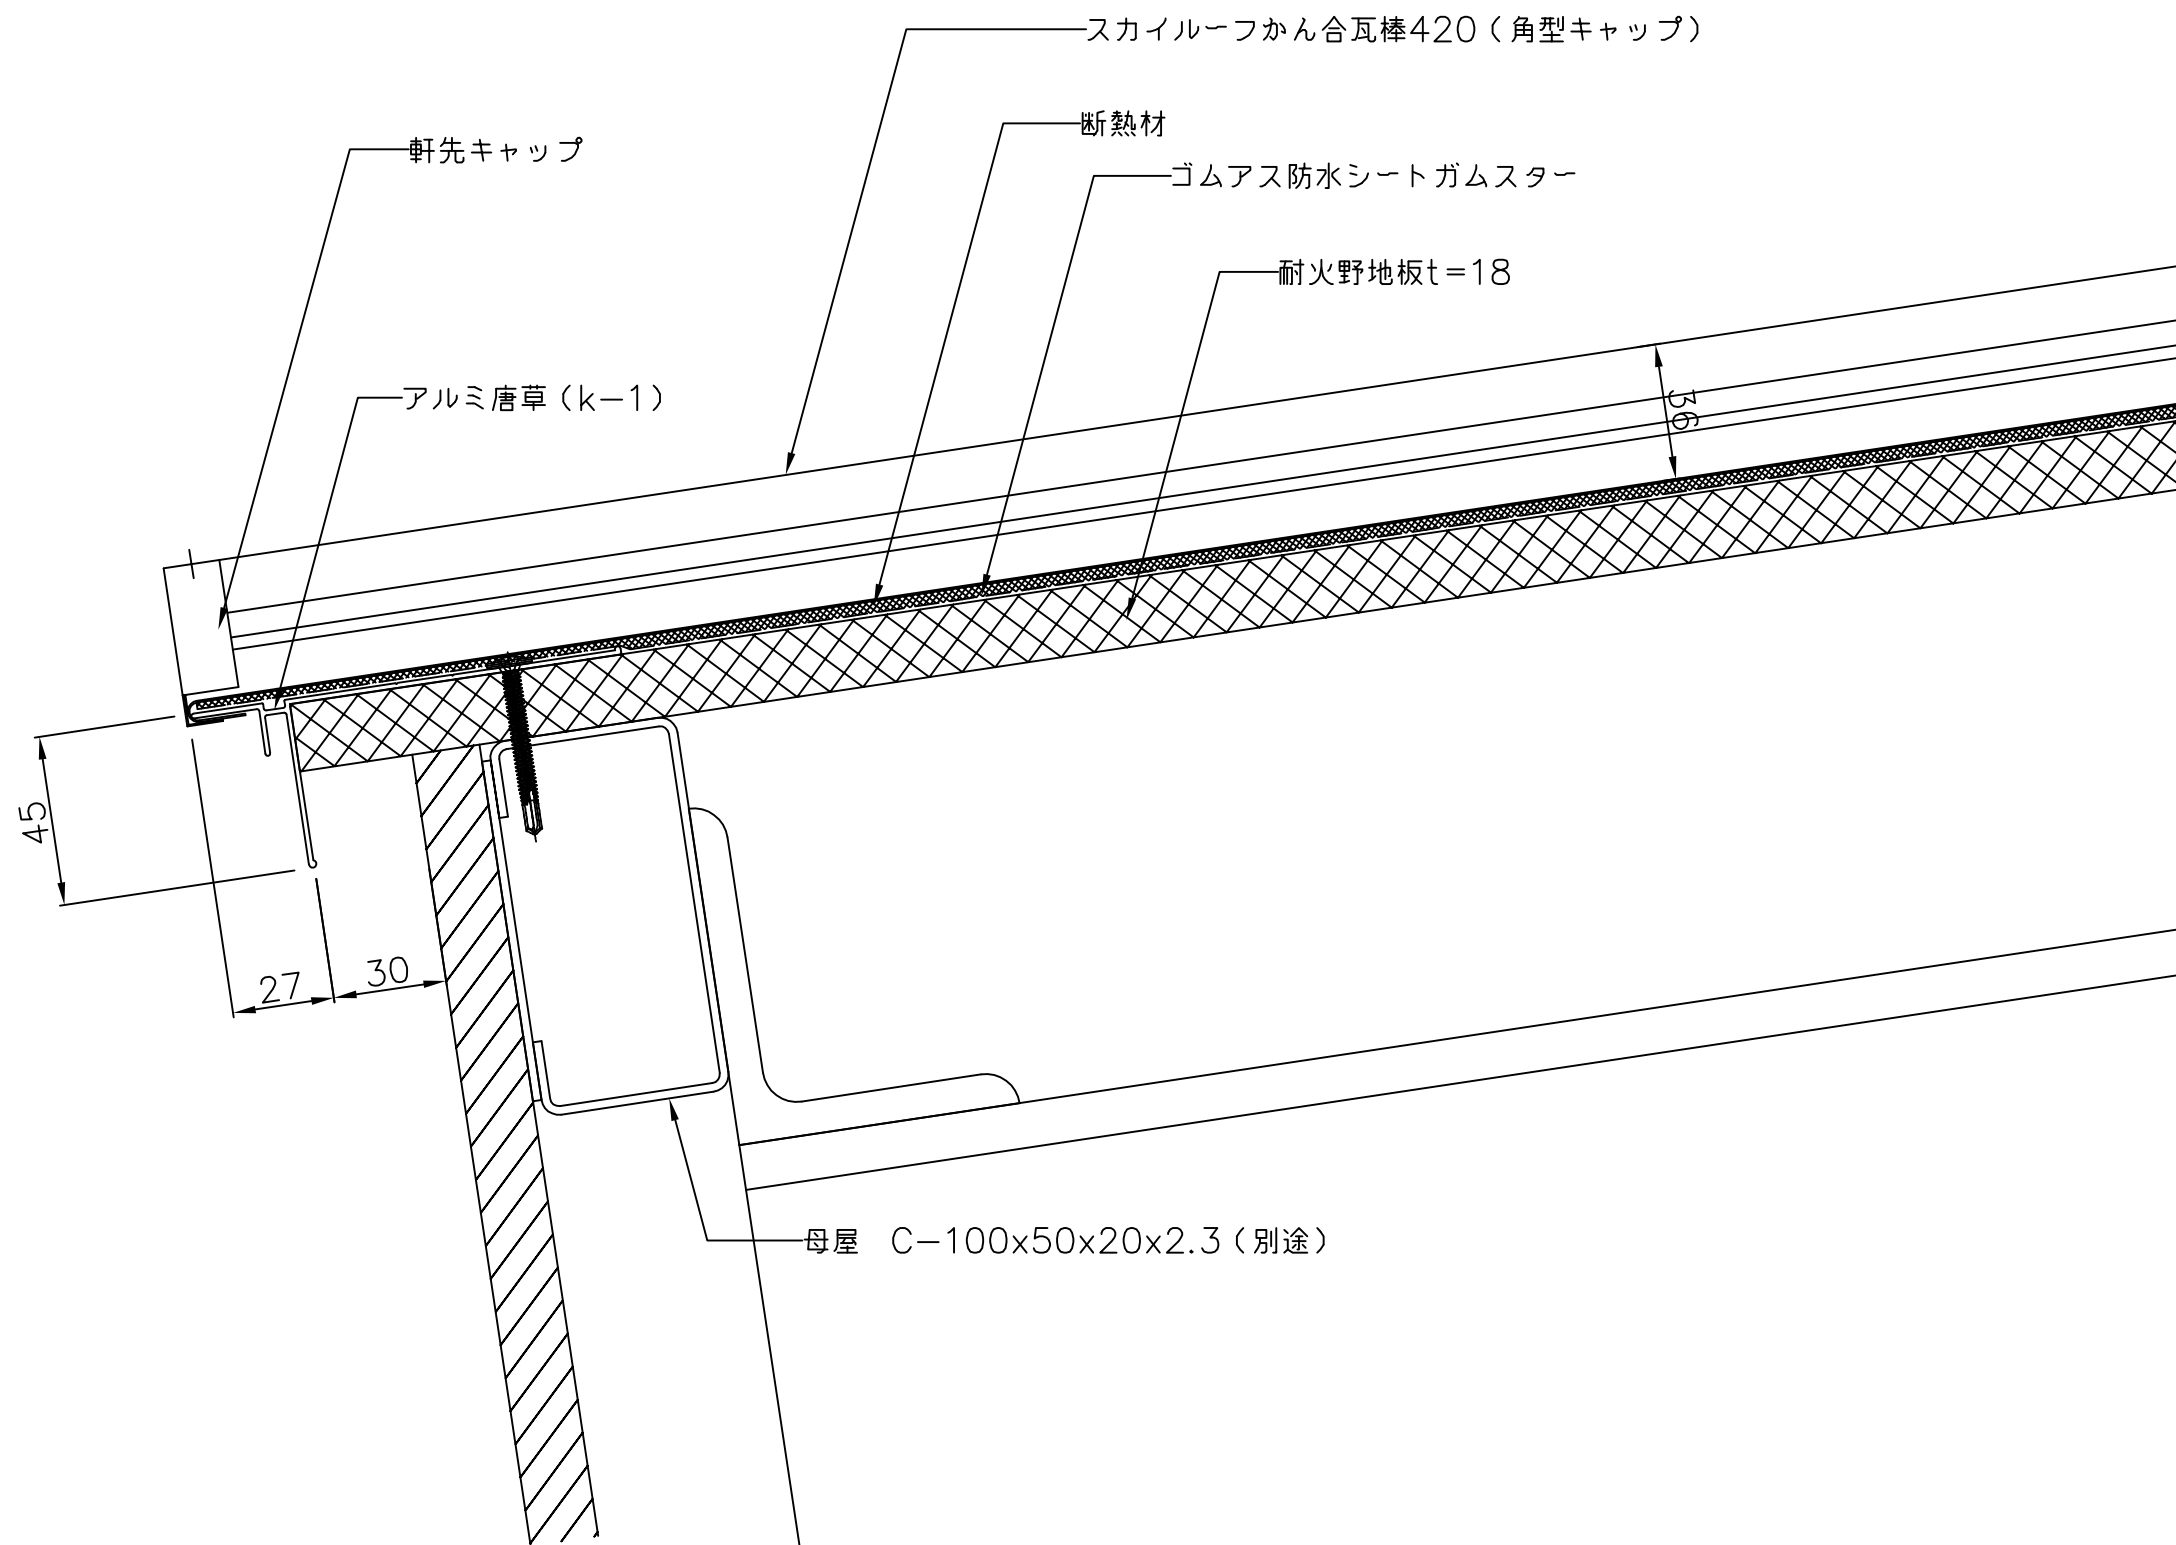 スカイルーフかん合瓦棒420（角型キャップ）
断熱材
軒先キャップ
ゴムアス防水シートガムスター
耐火野地板t=18
36
アルミ唐草（k-1）
45
27
30
母屋　C-100x50x20x2.3（別途）